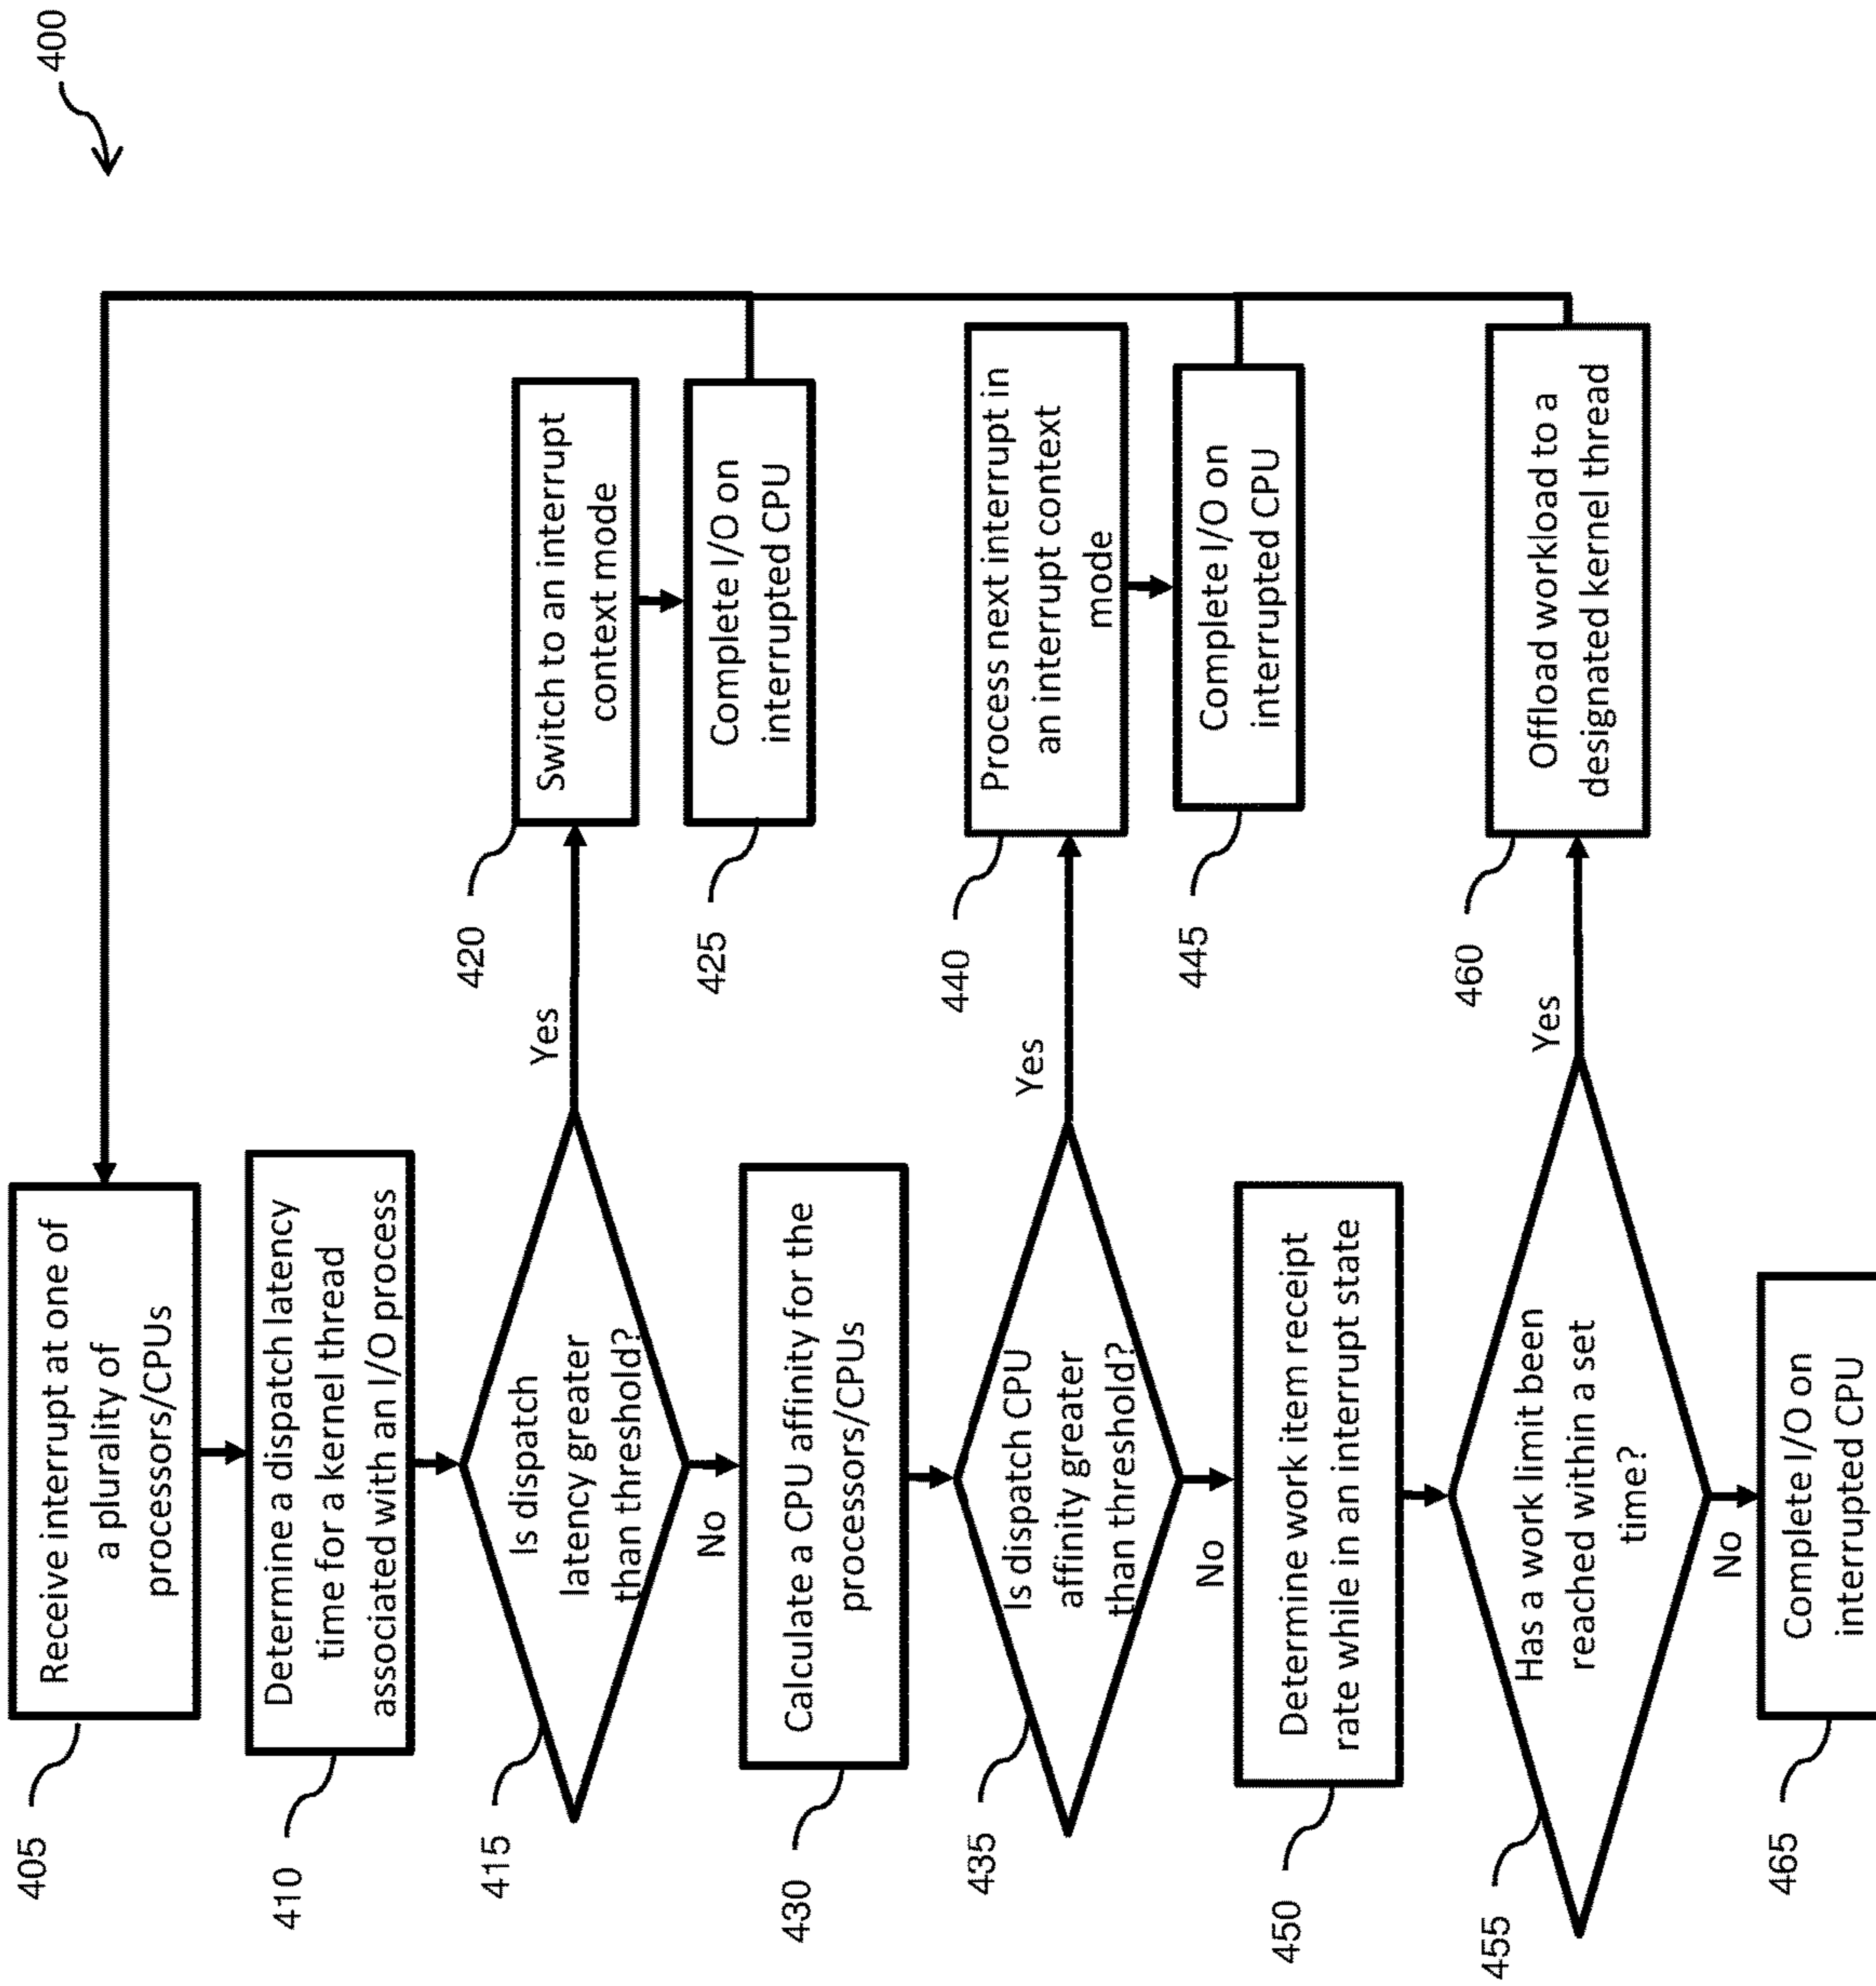 400
405
Receive interrupt at one of
a plurality of
processors/CPUs
410
Determine a dispatch latency
time for a kernel thread
associated with an I/O process
415
Is dispatch
latency greater
than threshold?
Yes
420
Switch to an interrupt
context mode
425
Complete I/O on
interrupted CPU
No
430
Calculate a CPU affinity for the
processors/CPUs
435
Is dispatch CPU
affinity greater
than threshold?
Yes
440
Process next interrupt in
an interrupt context
mode
445
Complete I/O on
interrupted CPU
No
450
Determine work item receipt
rate while in an interrupt state
455
Has a work limit been
reached within a set
time?
Yes
460
Offload workload to a
designated kernel thread
No
465
Complete I/O on
interrupted CPU